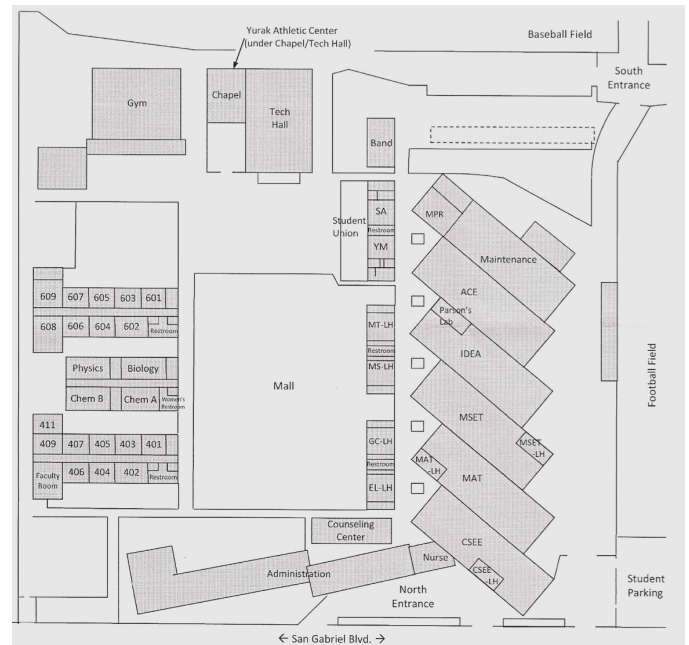 Yurak Athletic Center
(under Chapel/Tech Hall)
Baseball Field
South
Entrance
Gym
Chapel
Tech
Hall
Band
Student
Union
SA
Restroom
YM
MPR
Maintenance
ACE
Parson's
Lab
IDEA
MSET
MSET
-LH
MAT
-LH
MAT
CSEE
CSEE
-LH
Football Field
609
607
605
603
601
608
606
604
602
Restroom
Physics
Biology
Chem B
Chem A
Women's
Restroom
411
409
407
405
403
401
Faculty
Room
406
404
402
Restroom
Mall
MT-LH
Restroom
MS-LH
GC-LH
Restroom
EL-LH
Counseling
Center
Nurse
Administration
North
Entrance
Student
Parking
← San Gabriel Blvd. →